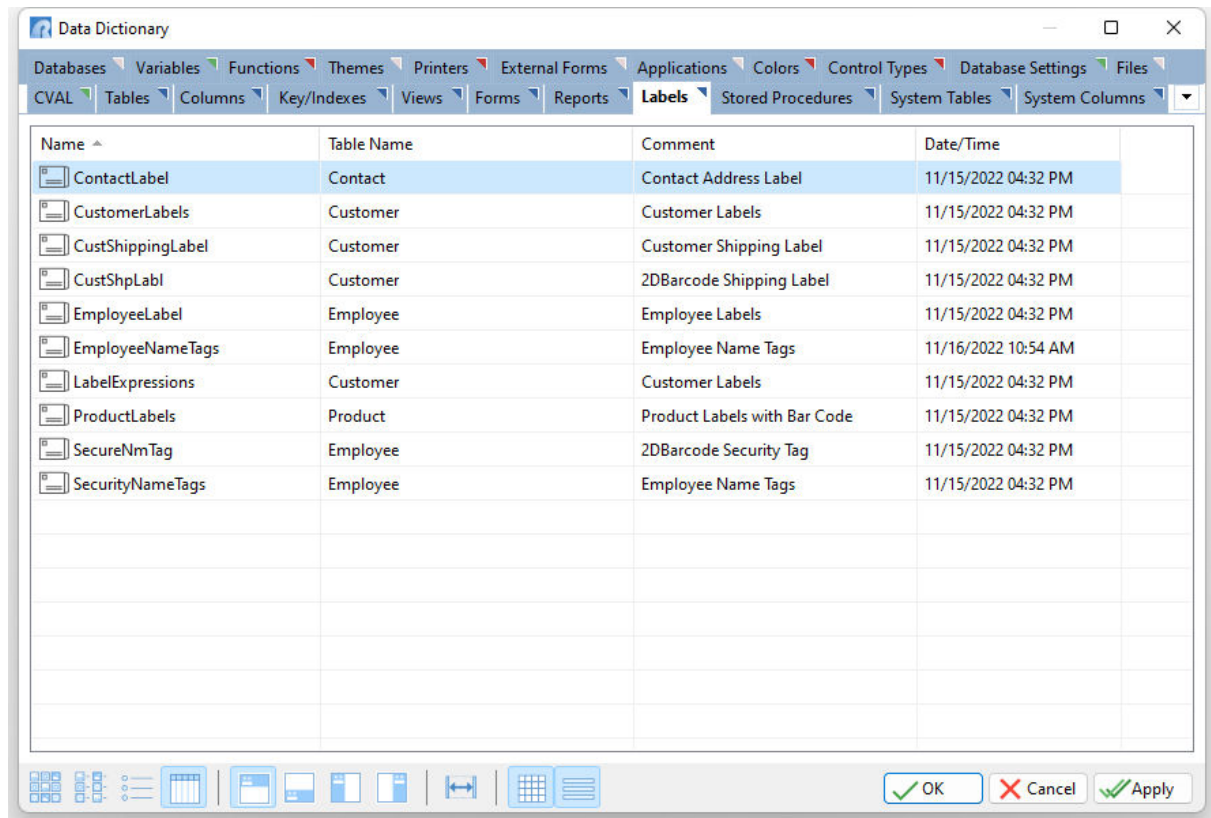 Data Dictionary
Databases Variables Functions Themes Printers External Forms Applications Colors Control Types Database Settings Files
CVAL Tables Columns Key/Indexes Views Forms Reports Labels Stored Procedures System Tables System Columns
Name Table Name Comment Date/Time
ContactLabel Contact Contact Address Label 11/15/2022 04:32 PM
CustomerLabels Customer Customer Labels 11/15/2022 04:32 PM
CustShippingLabel Customer Customer Shipping Label 11/15/2022 04:32 PM
CustShpLabl Customer 2DBarcode Shipping Label 11/15/2022 04:32 PM
EmployeeLabel Employee Employee Labels 11/15/2022 04:32 PM
EmployeeNameTags Employee Employee Name Tags 11/16/2022 10:54 AM
LabelExpressions Customer Customer Labels 11/15/2022 04:32 PM
ProductLabels Product Product Labels with Bar Code 11/15/2022 04:32 PM
SecureNmTag Employee 2DBarcode Security Tag 11/15/2022 04:32 PM
SecurityNameTags Employee Employee Name Tags 11/15/2022 04:32 PM
OK Cancel Apply